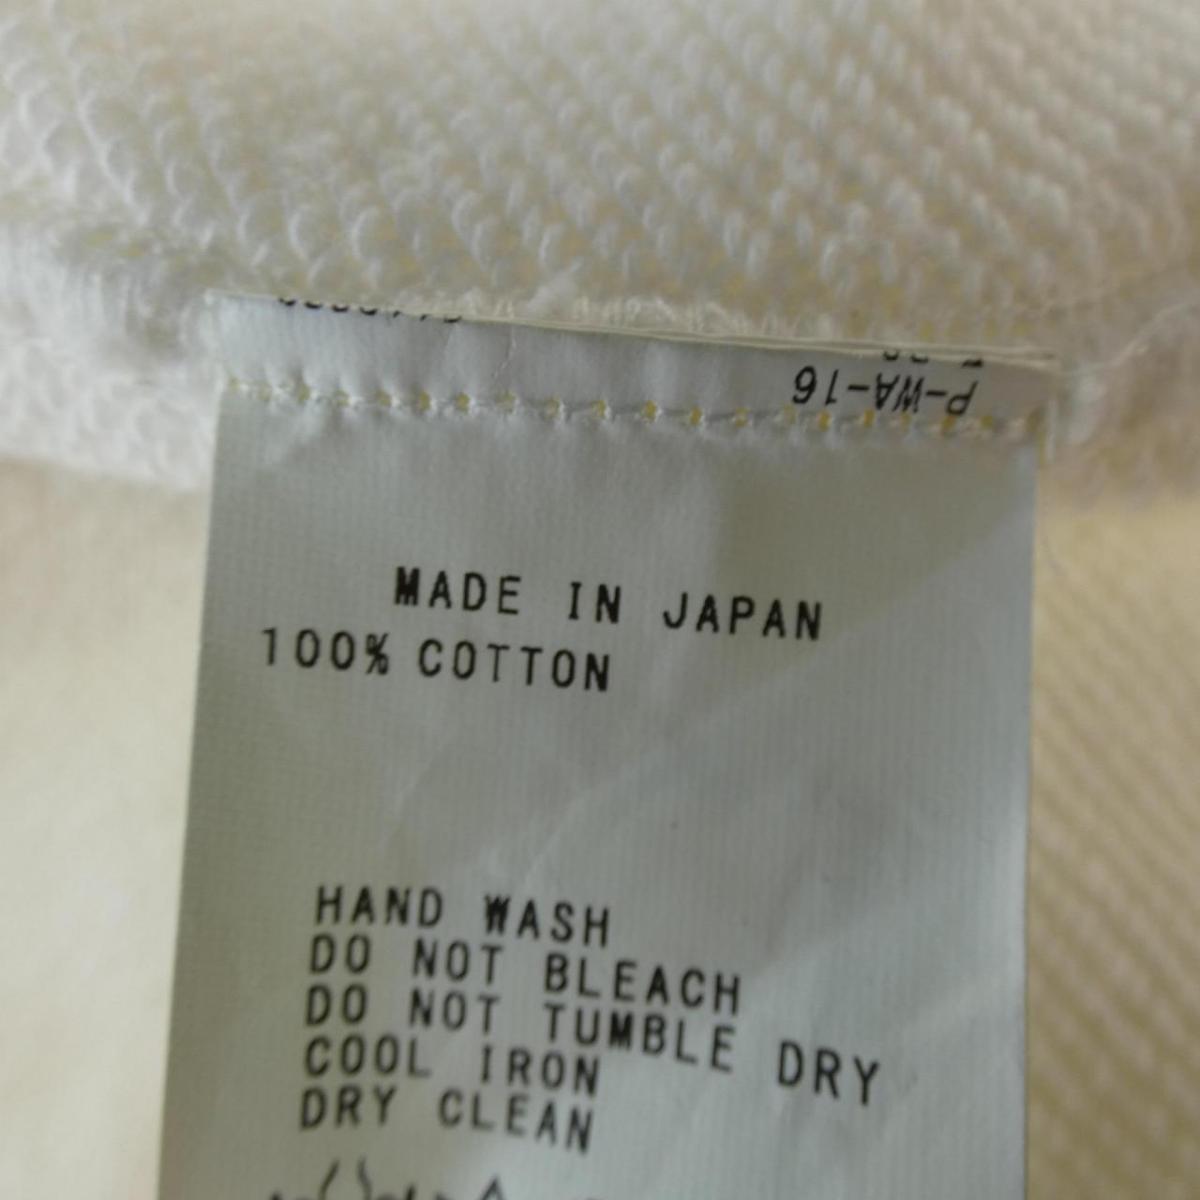 P-WA-16
MADE IN JAPAN
100% COTTON
HAND WASH
DO NOT BLEACH
DO NOT TUMBLE DRY
COOL IRON
DRY CLEAN